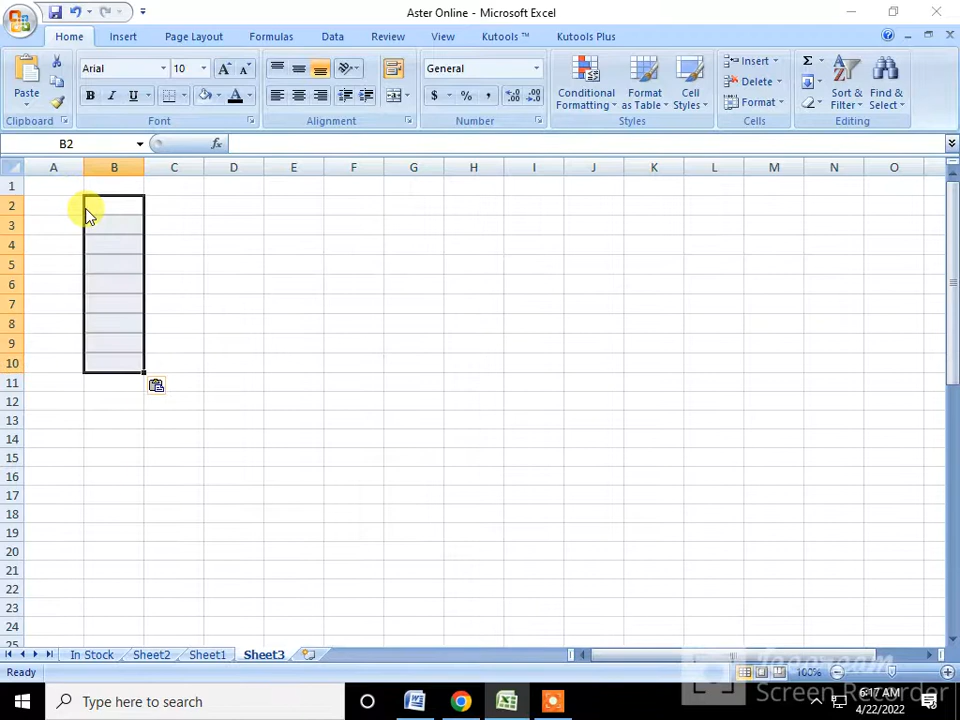 Aster Online - Microsoft Excel
Home Insert Page Layout Formulas Data Review View Kutools ™ Kutools Plus
Paste
Clipboard
Arial 10
B I U A
Font
Alignment
General
$ % ,
Number
Conditional Formatting
Format as Table
Cell Styles
Styles
Insert
Delete
Format
Cells
Σ
Sort & Filter
Find & Select
Editing
B2 fx
A B C D E F G H I J K L M N O
1
2
3
4
5
6
7
8
9
10
11
12
13
14
15
16
17
18
19
20
21
22
23
24
25
In Stock Sheet2 Sheet1 Sheet3
Ready 100%
Screen Recorder
Type here to search
6:17 AM
4/22/2022